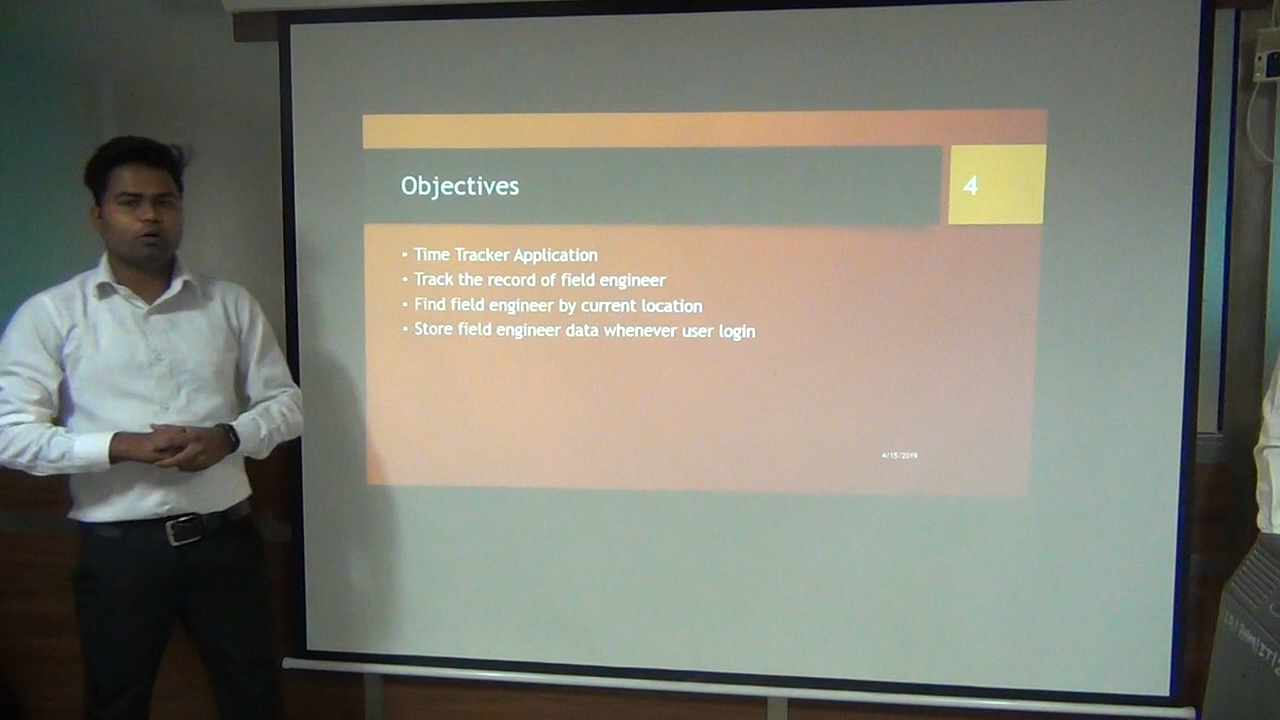 Objectives
4
• Time Tracker Application
• Track the record of field engineer
• Find field engineer by current location
• Store field engineer data whenever user login
4/15/2019